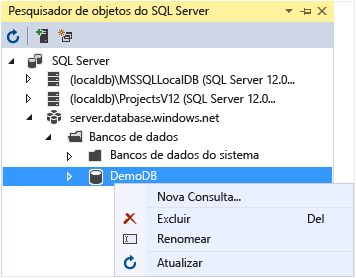 Pesquisador de objetos do SQL Server
SQL Server
(localdb)\MSSQLLocalDB (SQL Server 12.0...
(localdb)\ProjectsV12 (SQL Server 12.0...
server.database.windows.net
Bancos de dados
Bancos de dados do sistema
DemoDB
Nova Consulta...
Excluir Del
Renomear
Atualizar